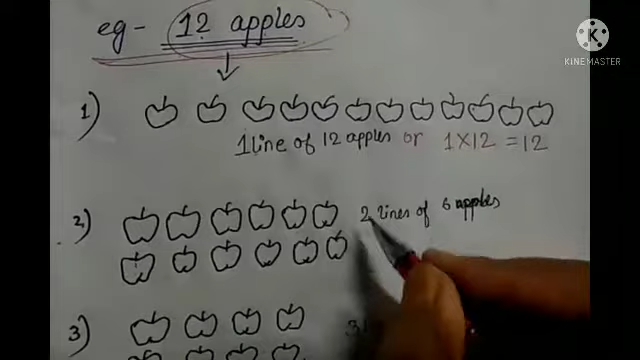 eg- 12 apples
K
KINEMASTER
1)
1 line of 12 apples or 1×12 = 12
2) 2 lines of 6 apples
3) 3